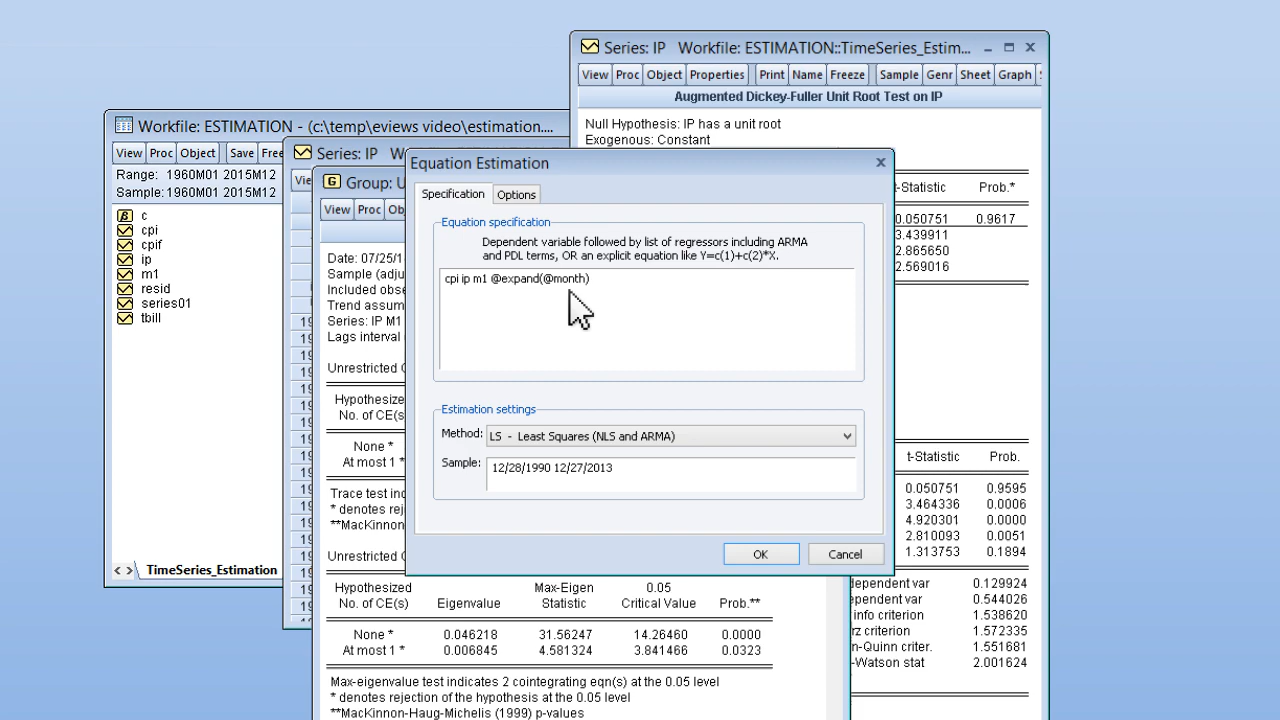 Series: IP Workfile: ESTIMATION::TimeSeries_Estim...
View Proc Object Properties Print Name Freeze Sample Genr Sheet Graph
Augmented Dickey-Fuller Unit Root Test on IP
Null Hypothesis: IP has a unit root
Exogenous: Constant
t-Statistic Prob.*
0.050751 0.9617
3.439911
2.865650
2.569016
t-Statistic Prob.
0.050751 0.9595
3.464336 0.0006
4.920301 0.0000
2.810093 0.0051
1.313753 0.1894
dependent var 0.129924
dependent var 0.544026
info criterion 1.538620
rz criterion 1.572335
n-Quinn criter. 1.551681
-Watson stat 2.001624
Workfile: ESTIMATION - (c:\temp\eviews video\estimation....
View Proc Object Save Free
Range: 1960M01 2015M12
Sample: 1960M01 2015M12
c
cpi
cpif
ip
m1
resid
series01
tbill
TimeSeries_Estimation
Series: IP W
Group: U
View Proc Ob
Date: 07/25/1
Sample (adjus
Included obse
Trend assum
Series: IP M1
Lags interval
Unrestricted C
Hypothesized
No. of CE(s)
None *
At most 1 *
Trace test ind
* denotes reje
**MacKinnon
Unrestricted C
Hypothesized Max-Eigen 0.05
No. of CE(s) Eigenvalue Statistic Critical Value Prob.**
None * 0.046218 31.56247 14.26460 0.0000
At most 1 * 0.006845 4.581324 3.841466 0.0323
Max-eigenvalue test indicates 2 cointegrating eqn(s) at the 0.05 level
* denotes rejection of the hypothesis at the 0.05 level
**MacKinnon-Haug-Michelis (1999) p-values
Equation Estimation
Specification Options
Equation specification
Dependent variable followed by list of regressors including ARMA
and PDL terms, OR an explicit equation like Y=c(1)+c(2)*X.
cpi ip m1 @expand(@month)
Estimation settings
Method: LS - Least Squares (NLS and ARMA)
Sample: 12/28/1990 12/27/2013
OK Cancel